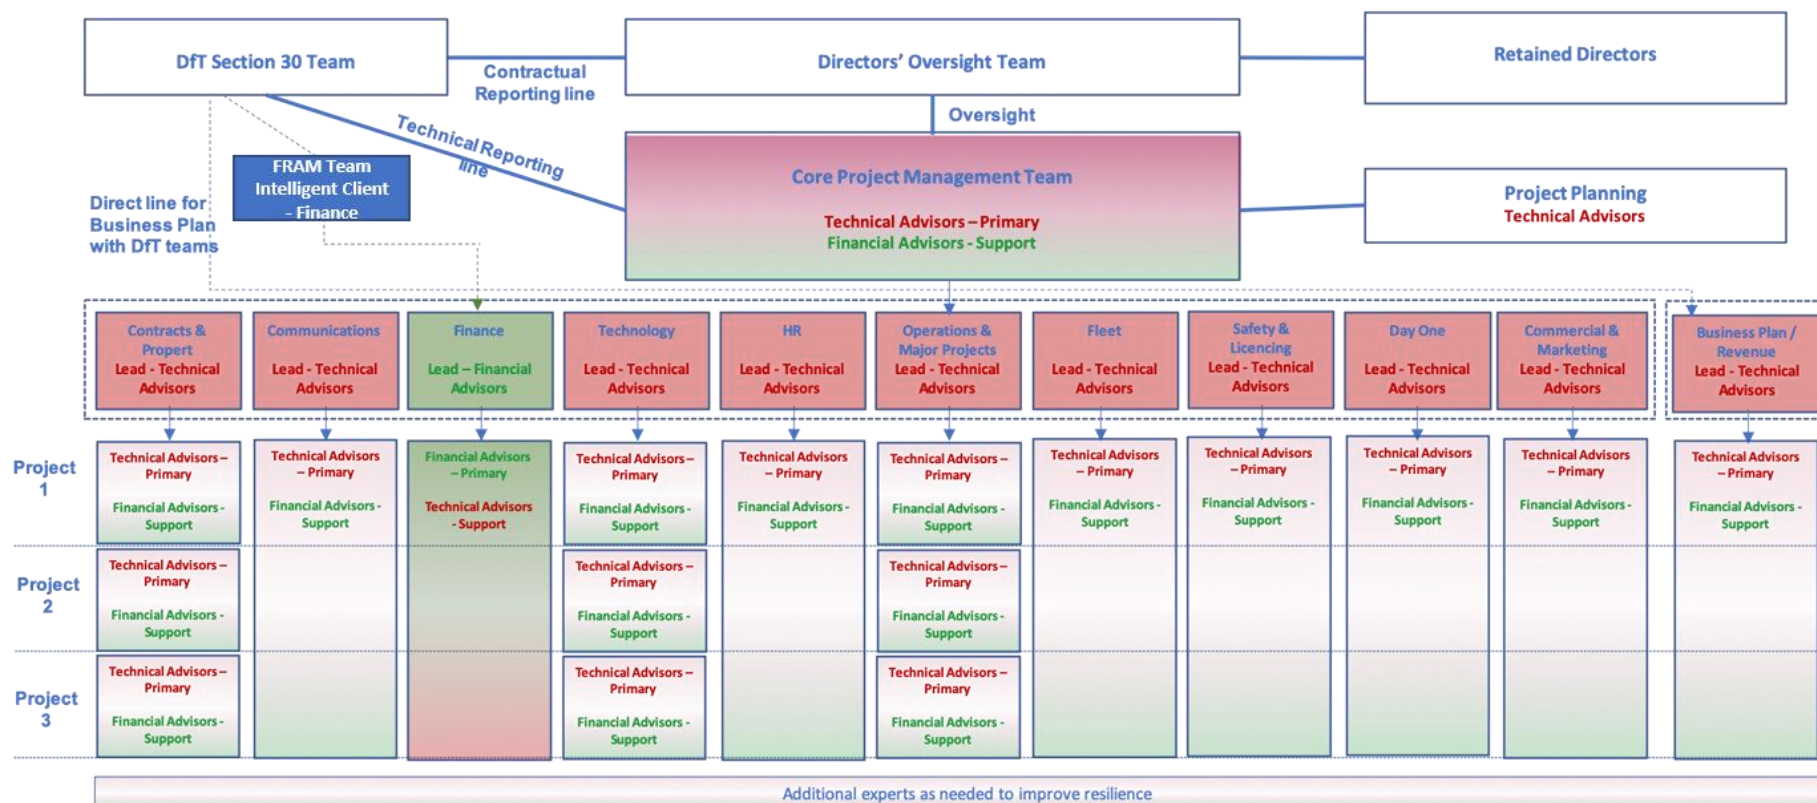 DfT Section 30 Team
Contractual
Reporting line
Directors' Oversight Team
Retained Directors
Oversight
Technical Reporting
line
FRAM Team
Intelligent Client
- Finance
Direct line for
Business Plan
with DfT teams
Core Project Management Team
Technical Advisors – Primary
Financial Advisors - Support
Project Planning
Technical Advisors
Contracts &
Propert
Lead - Technical
Advisors
Communications
Lead - Technical
Advisors
Finance
Lead – Financial
Advisors
Technology
Lead - Technical
Advisors
HR
Lead - Technical
Advisors
Operations &
Major Projects
Lead - Technical
Advisors
Fleet
Lead - Technical
Advisors
Safety &
Licencing
Lead - Technical
Advisors
Day One
Lead - Technical
Advisors
Commercial &
Marketing
Lead - Technical
Advisors
Business Plan /
Revenue
Lead - Technical
Advisors
Project
1
Technical Advisors –
Primary
Financial Advisors -
Support
Technical Advisors
– Primary
Financial Advisors -
Support
Financial Advisors
– Primary
Technical Advisors
- Support
Technical Advisors –
Primary
Financial Advisors -
Support
Technical Advisors
– Primary
Financial Advisors -
Support
Technical Advisors –
Primary
Financial Advisors -
Support
Technical Advisors
– Primary
Financial Advisors -
Support
Technical Advisors
– Primary
Financial Advisors -
Support
Technical Advisors
– Primary
Financial Advisors -
Support
Technical Advisors
– Primary
Financial Advisors -
Support
Technical Advisors
– Primary
Financial Advisors -
Support
Project
2
Technical Advisors –
Primary
Financial Advisors -
Support
Technical Advisors –
Primary
Financial Advisors -
Support
Technical Advisors –
Primary
Financial Advisors -
Support
Project
3
Technical Advisors –
Primary
Financial Advisors -
Support
Technical Advisors –
Primary
Financial Advisors -
Support
Technical Advisors –
Primary
Financial Advisors -
Support
Additional experts as needed to improve resilience